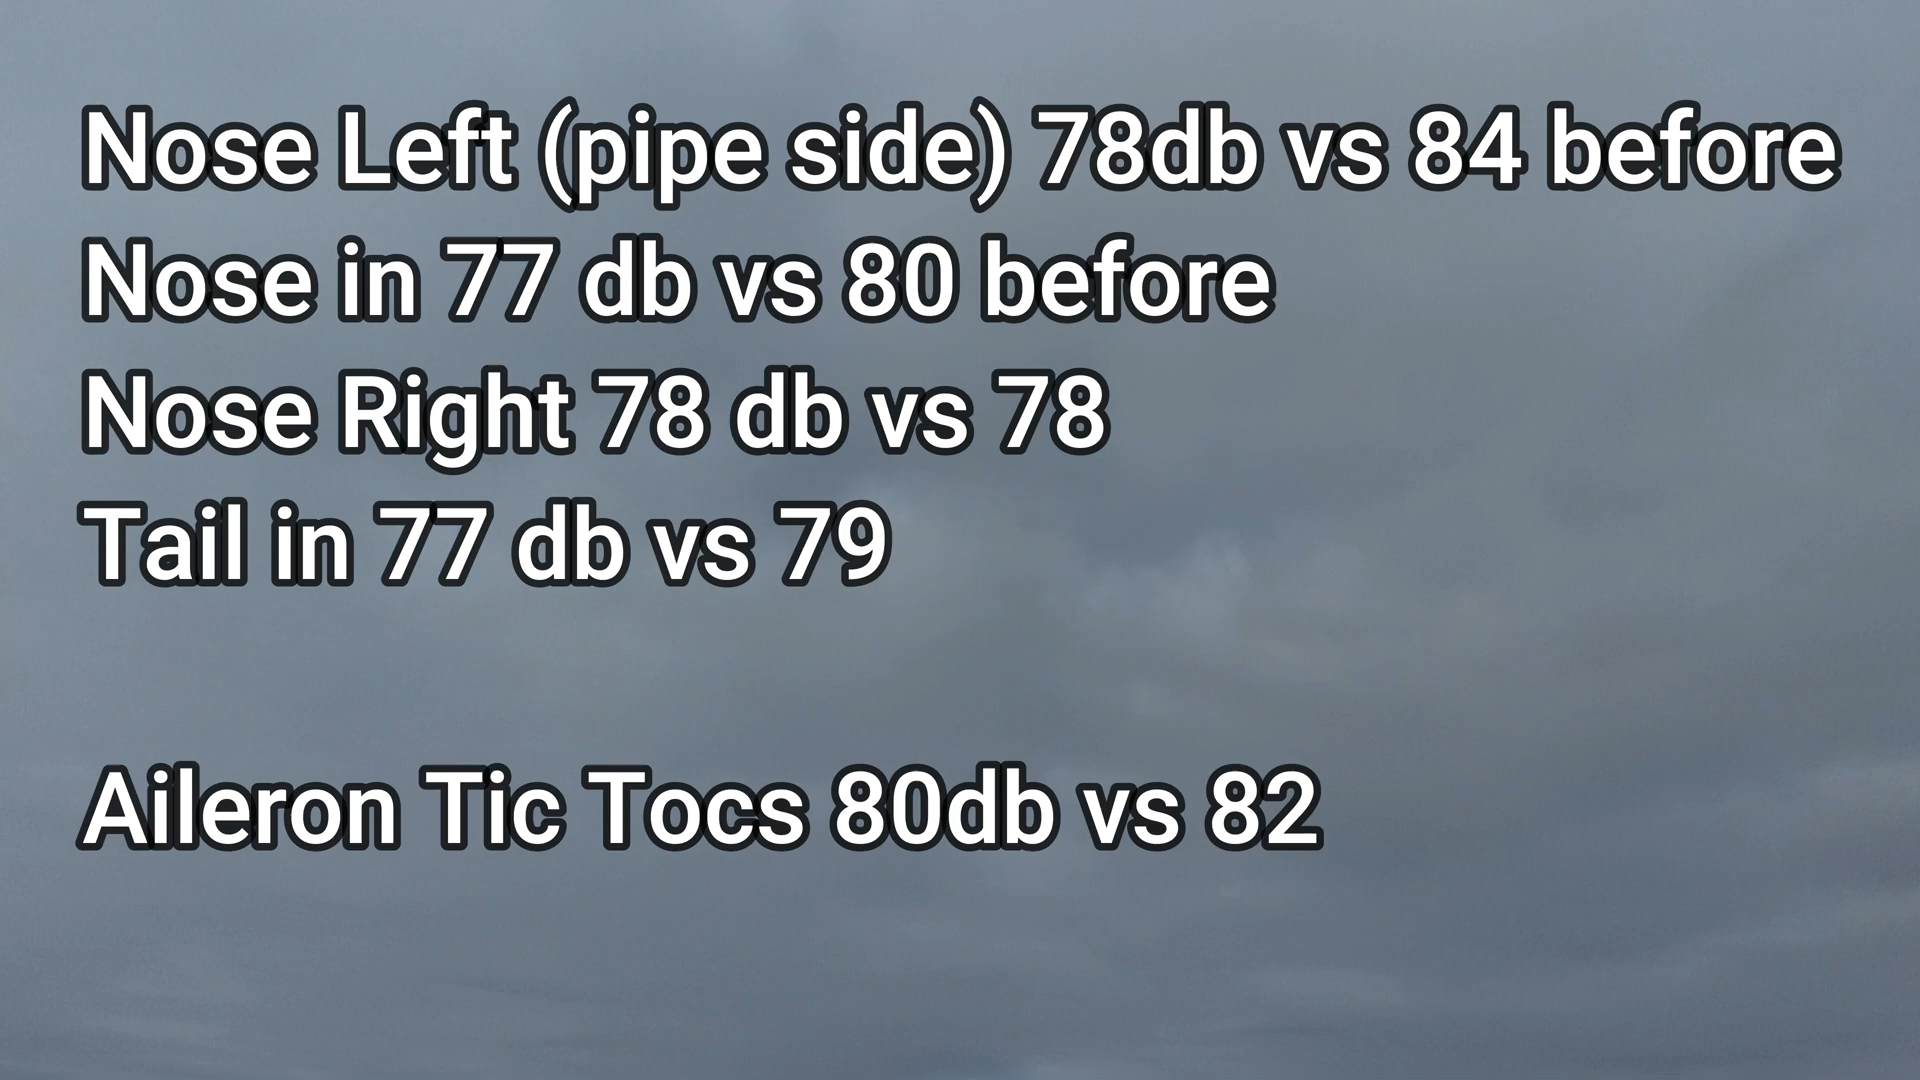 Nose Left (pipe side) 78db vs 84 before
Nose in 77 db vs 80 before
Nose Right 78 db vs 78
Tail in 77 db vs 79
Aileron Tic Tocs 80db vs 82